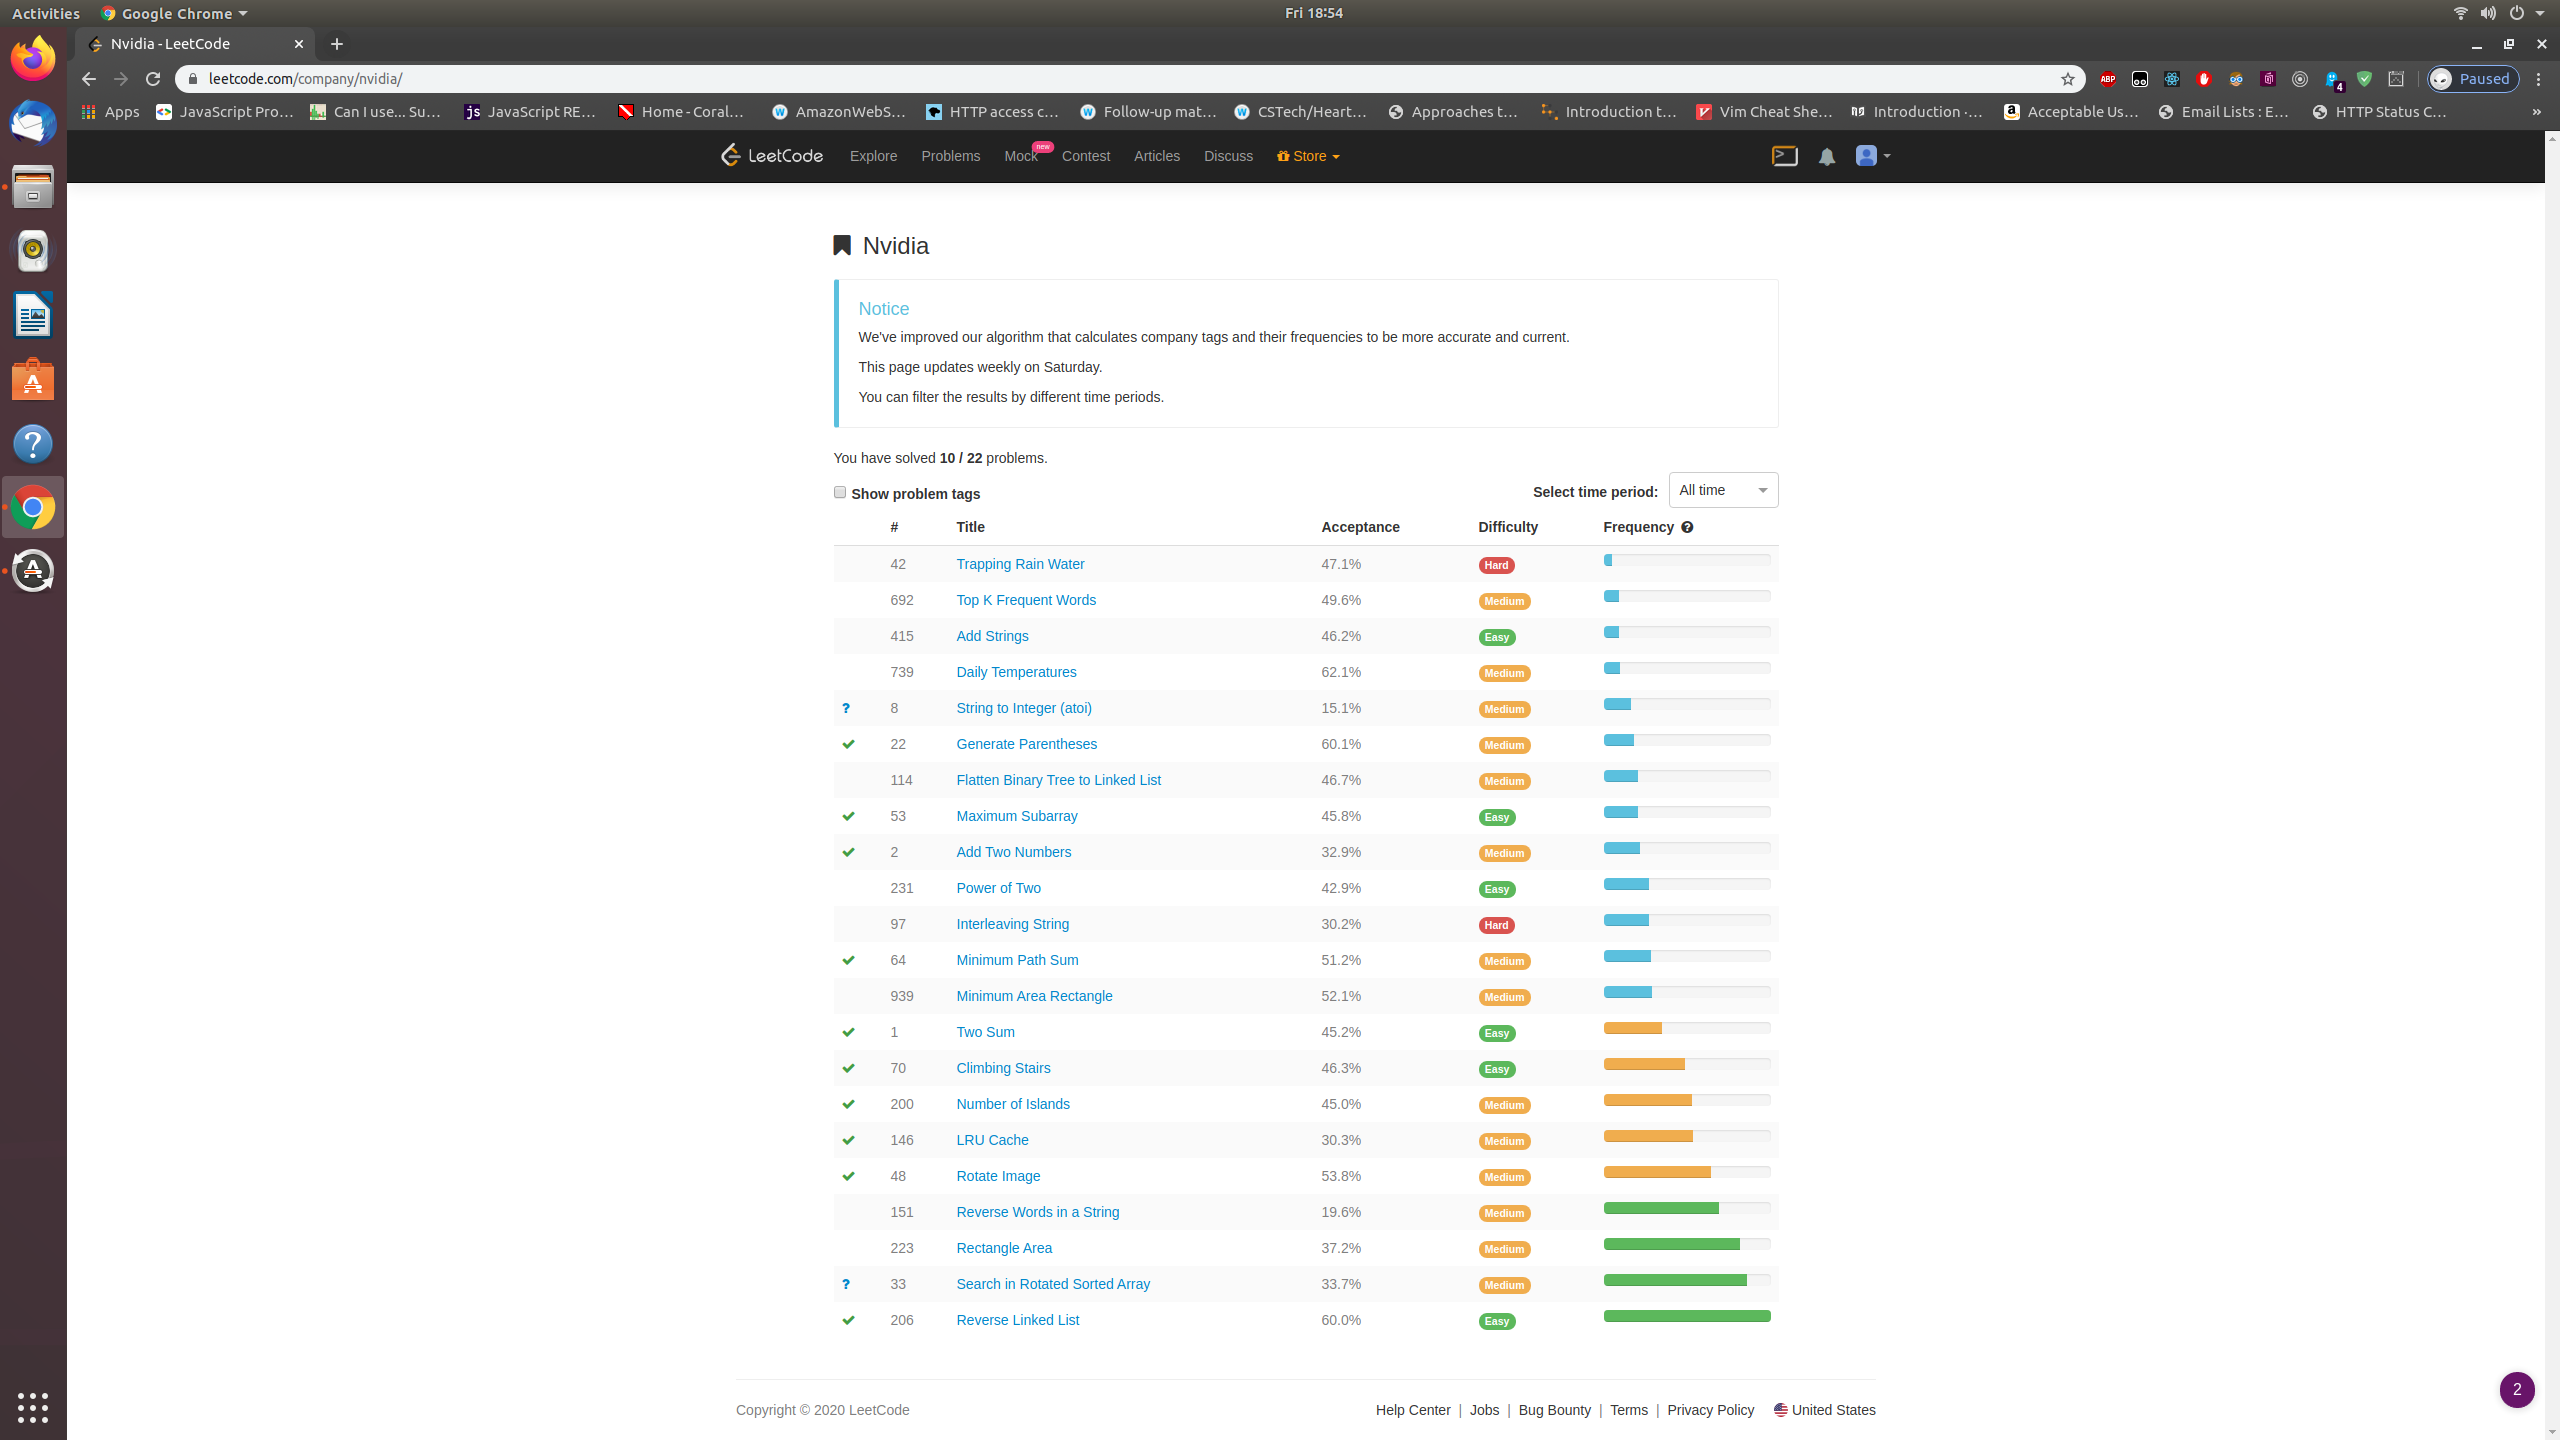 Activities Google Chrome Fri 18:54
Nvidia - LeetCode
leetcode.com/company/nvidia/ ABP 4 Paused
Apps JavaScript Pro… Can I use... Su… js JavaScript RE… Home - Coral… AmazonWebS… HTTP access c… Follow-up mat… CSTech/Heart… Approaches t… Introduction t… Vim Cheat She… Introduction ·… Acceptable Us… Email Lists : E… HTTP Status C… »
LeetCode Explore Problems Mock new Contest Articles Discuss Store
Nvidia
Notice
We've improved our algorithm that calculates company tags and their frequencies to be more accurate and current.
This page updates weekly on Saturday.
You can filter the results by different time periods.
You have solved 10 / 22 problems.
Show problem tags Select time period: All time
# Title Acceptance Difficulty Frequency ?
42 Trapping Rain Water 47.1% Hard
692 Top K Frequent Words 49.6% Medium
415 Add Strings 46.2% Easy
739 Daily Temperatures 62.1% Medium
? 8 String to Integer (atoi) 15.1% Medium
22 Generate Parentheses 60.1% Medium
114 Flatten Binary Tree to Linked List 46.7% Medium
53 Maximum Subarray 45.8% Easy
2 Add Two Numbers 32.9% Medium
231 Power of Two 42.9% Easy
97 Interleaving String 30.2% Hard
64 Minimum Path Sum 51.2% Medium
939 Minimum Area Rectangle 52.1% Medium
1 Two Sum 45.2% Easy
70 Climbing Stairs 46.3% Easy
200 Number of Islands 45.0% Medium
146 LRU Cache 30.3% Medium
48 Rotate Image 53.8% Medium
151 Reverse Words in a String 19.6% Medium
223 Rectangle Area 37.2% Medium
? 33 Search in Rotated Sorted Array 33.7% Medium
206 Reverse Linked List 60.0% Easy
2
Copyright © 2020 LeetCode Help Center | Jobs | Bug Bounty | Terms | Privacy Policy United States